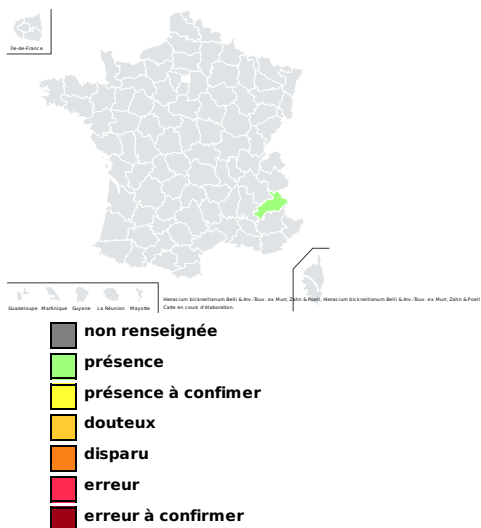 Île-de-France
Guadeloupe Martinique Guyane La Réunion Mayotte
Hieracium bicknellianum Belli & Arv.-Touv. ex Murr, Zahn & Poell, Hieracium bicknellianum Belli & Arv.-Touv. ex Murr, Zahn & Poell
Carte en cours d'élaboration.
non renseignée
présence
présence à confimer
douteux
disparu
erreur
erreur à confirmer